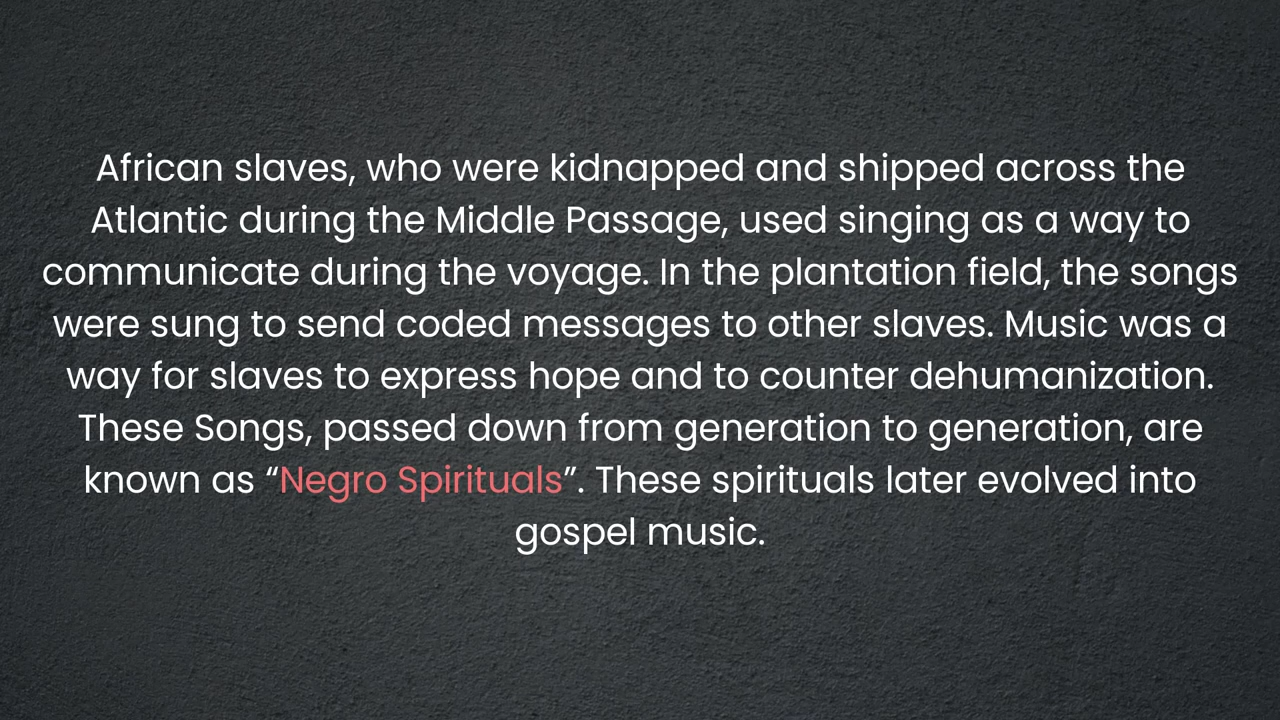 African slaves, who were kidnapped and shipped across the
Atlantic during the Middle Passage, used singing as a way to
communicate during the voyage. In the plantation field, the songs
were sung to send coded messages to other slaves. Music was a
way for slaves to express hope and to counter dehumanization.
These Songs, passed down from generation to generation, are
known as “Negro Spirituals”. These spirituals later evolved into
gospel music.